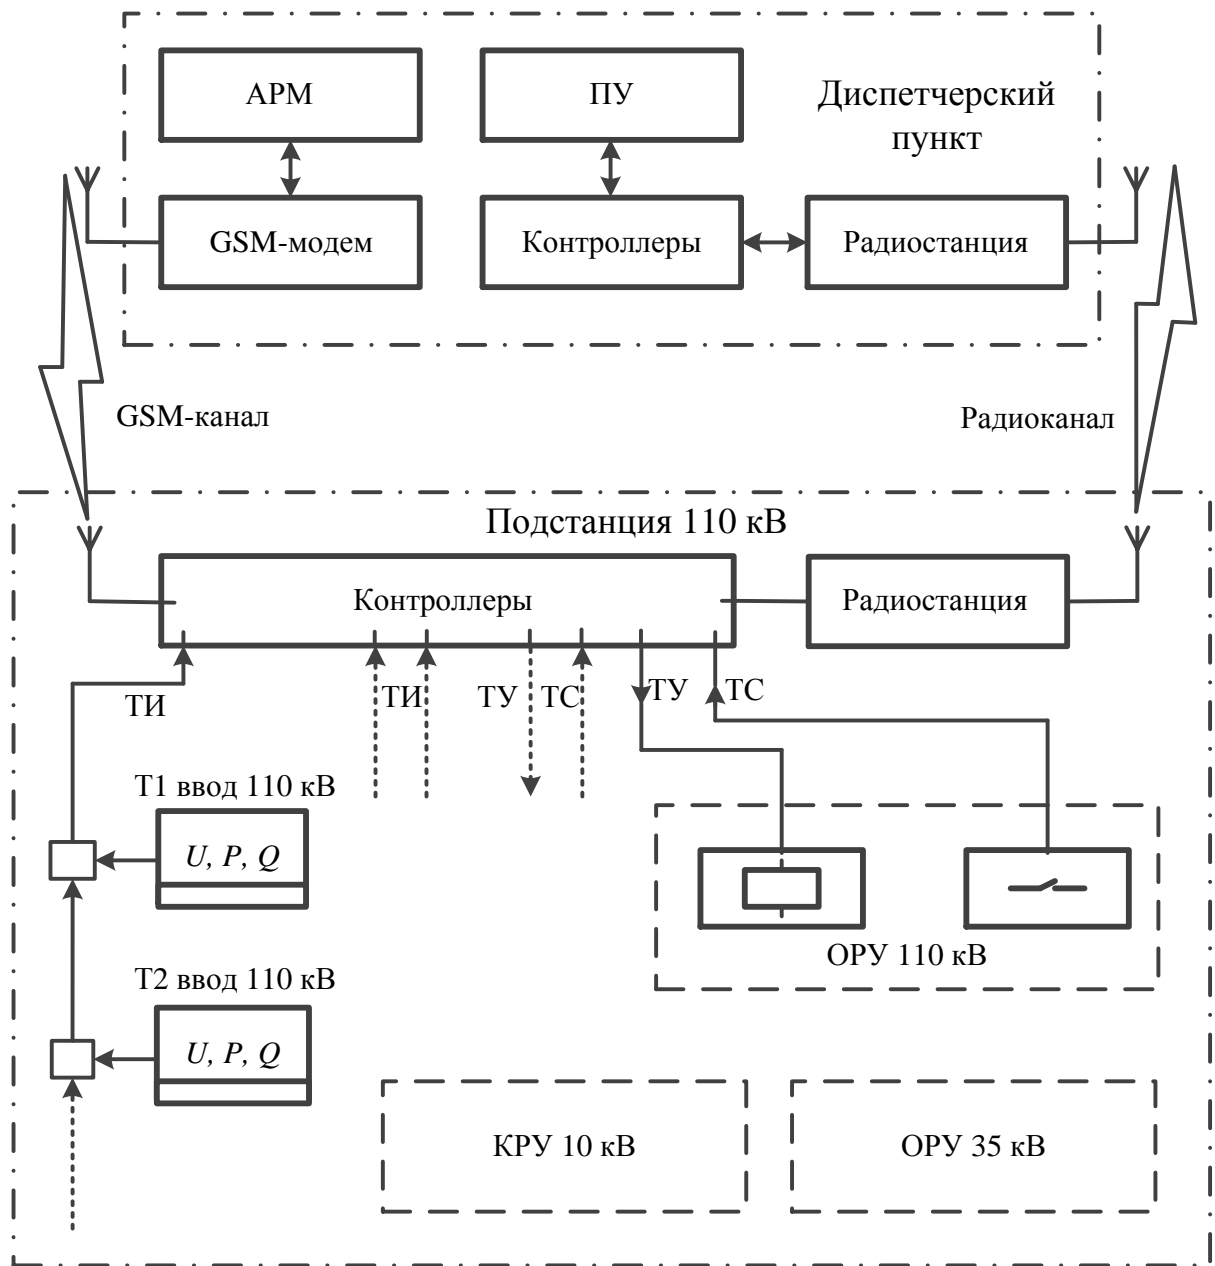 АРМ
ПУ
Диспетчерский
пункт
GSM-модем
Контроллеры
Радиостанция
GSM-канал
Радиоканал
Подстанция 110 кВ
Контроллеры
Радиостанция
ТИ
ТИ
ТУ
ТС
ТУ
ТС
Т1 ввод 110 кВ
U, P, Q
ОРУ 110 кВ
Т2 ввод 110 кВ
U, P, Q
КРУ 10 кВ
ОРУ 35 кВ